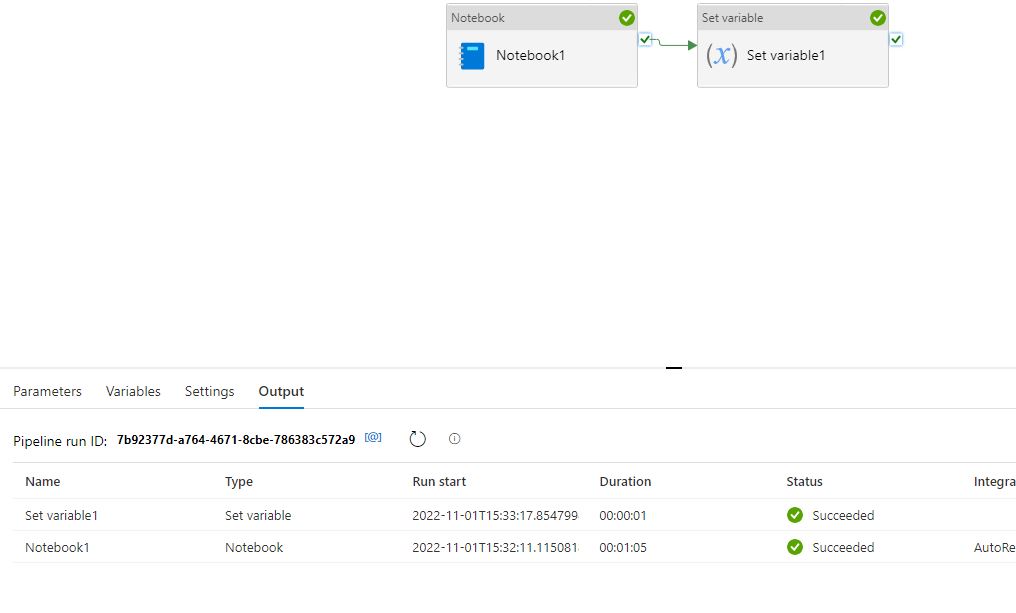 Notebook
Notebook1
Set variable
(x) Set variable1
Parameters Variables Settings Output
Pipeline run ID: 7b92377d-a764-4671-8cbe-786383c572a9 [@]
Name Type Run start Duration Status Integra
Set variable1 Set variable 2022-11-01T15:33:17.854799 00:00:01 Succeeded
Notebook1 Notebook 2022-11-01T15:32:11.115081 00:01:05 Succeeded AutoRe